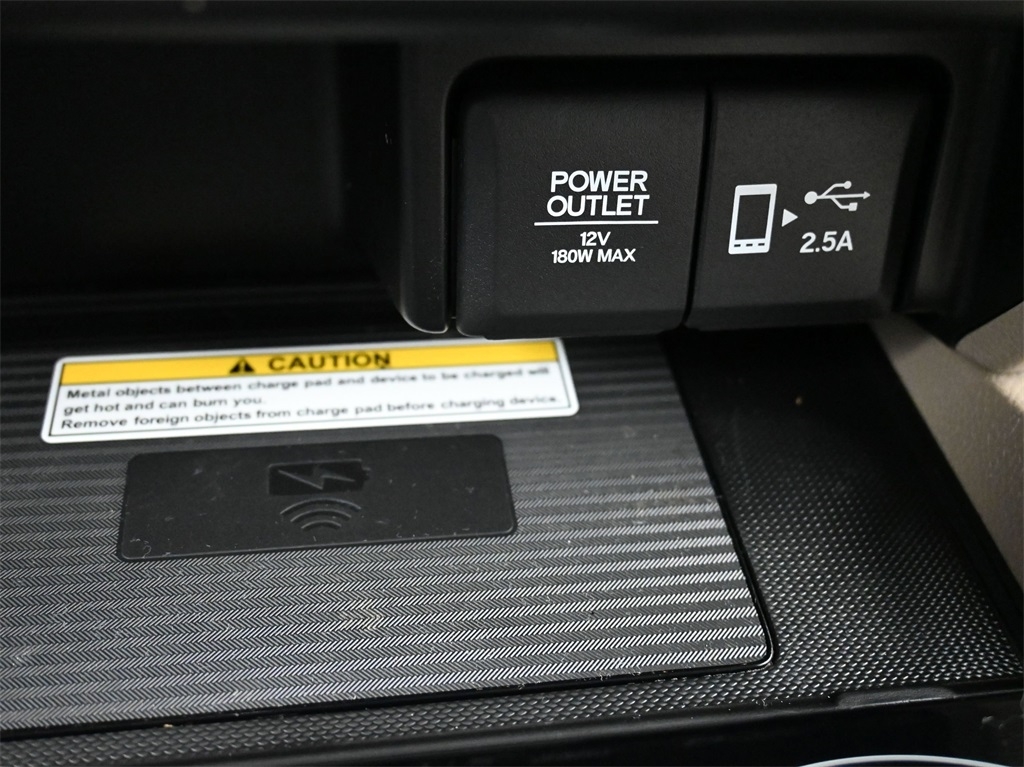 POWER
OUTLET
12V
180W MAX
2.5A
CAUTION
Metal objects between charge pad and device to be charged will
get hot and can burn you.
Remove foreign objects from charge pad before charging device.